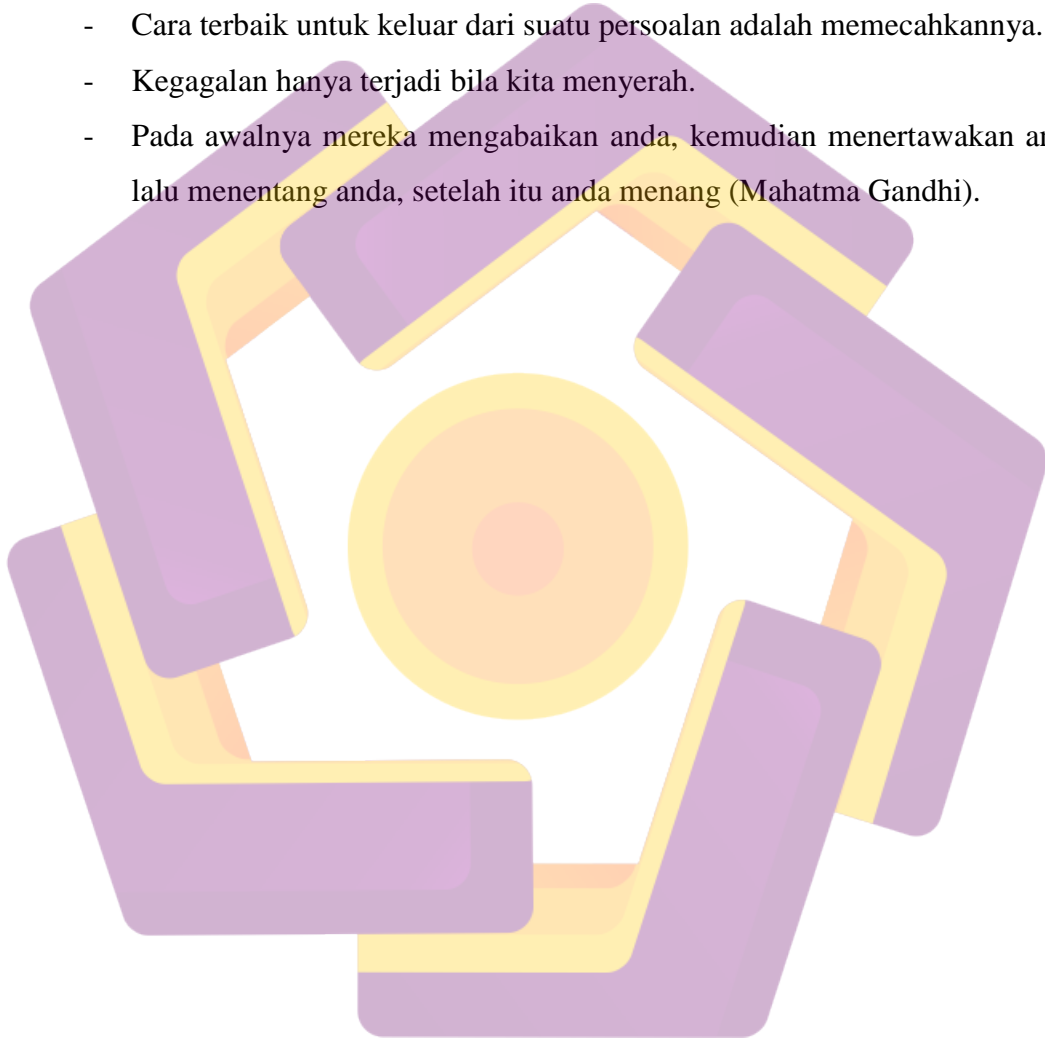 - Cara terbaik untuk keluar dari suatu persoalan adalah memecahkannya.
- Kegagalan hanya terjadi bila kita menyerah.
- Pada awalnya mereka mengabaikan anda, kemudian menertawakan
lalu menentang anda, setelah itu anda menang (Mahatma Gandhi).